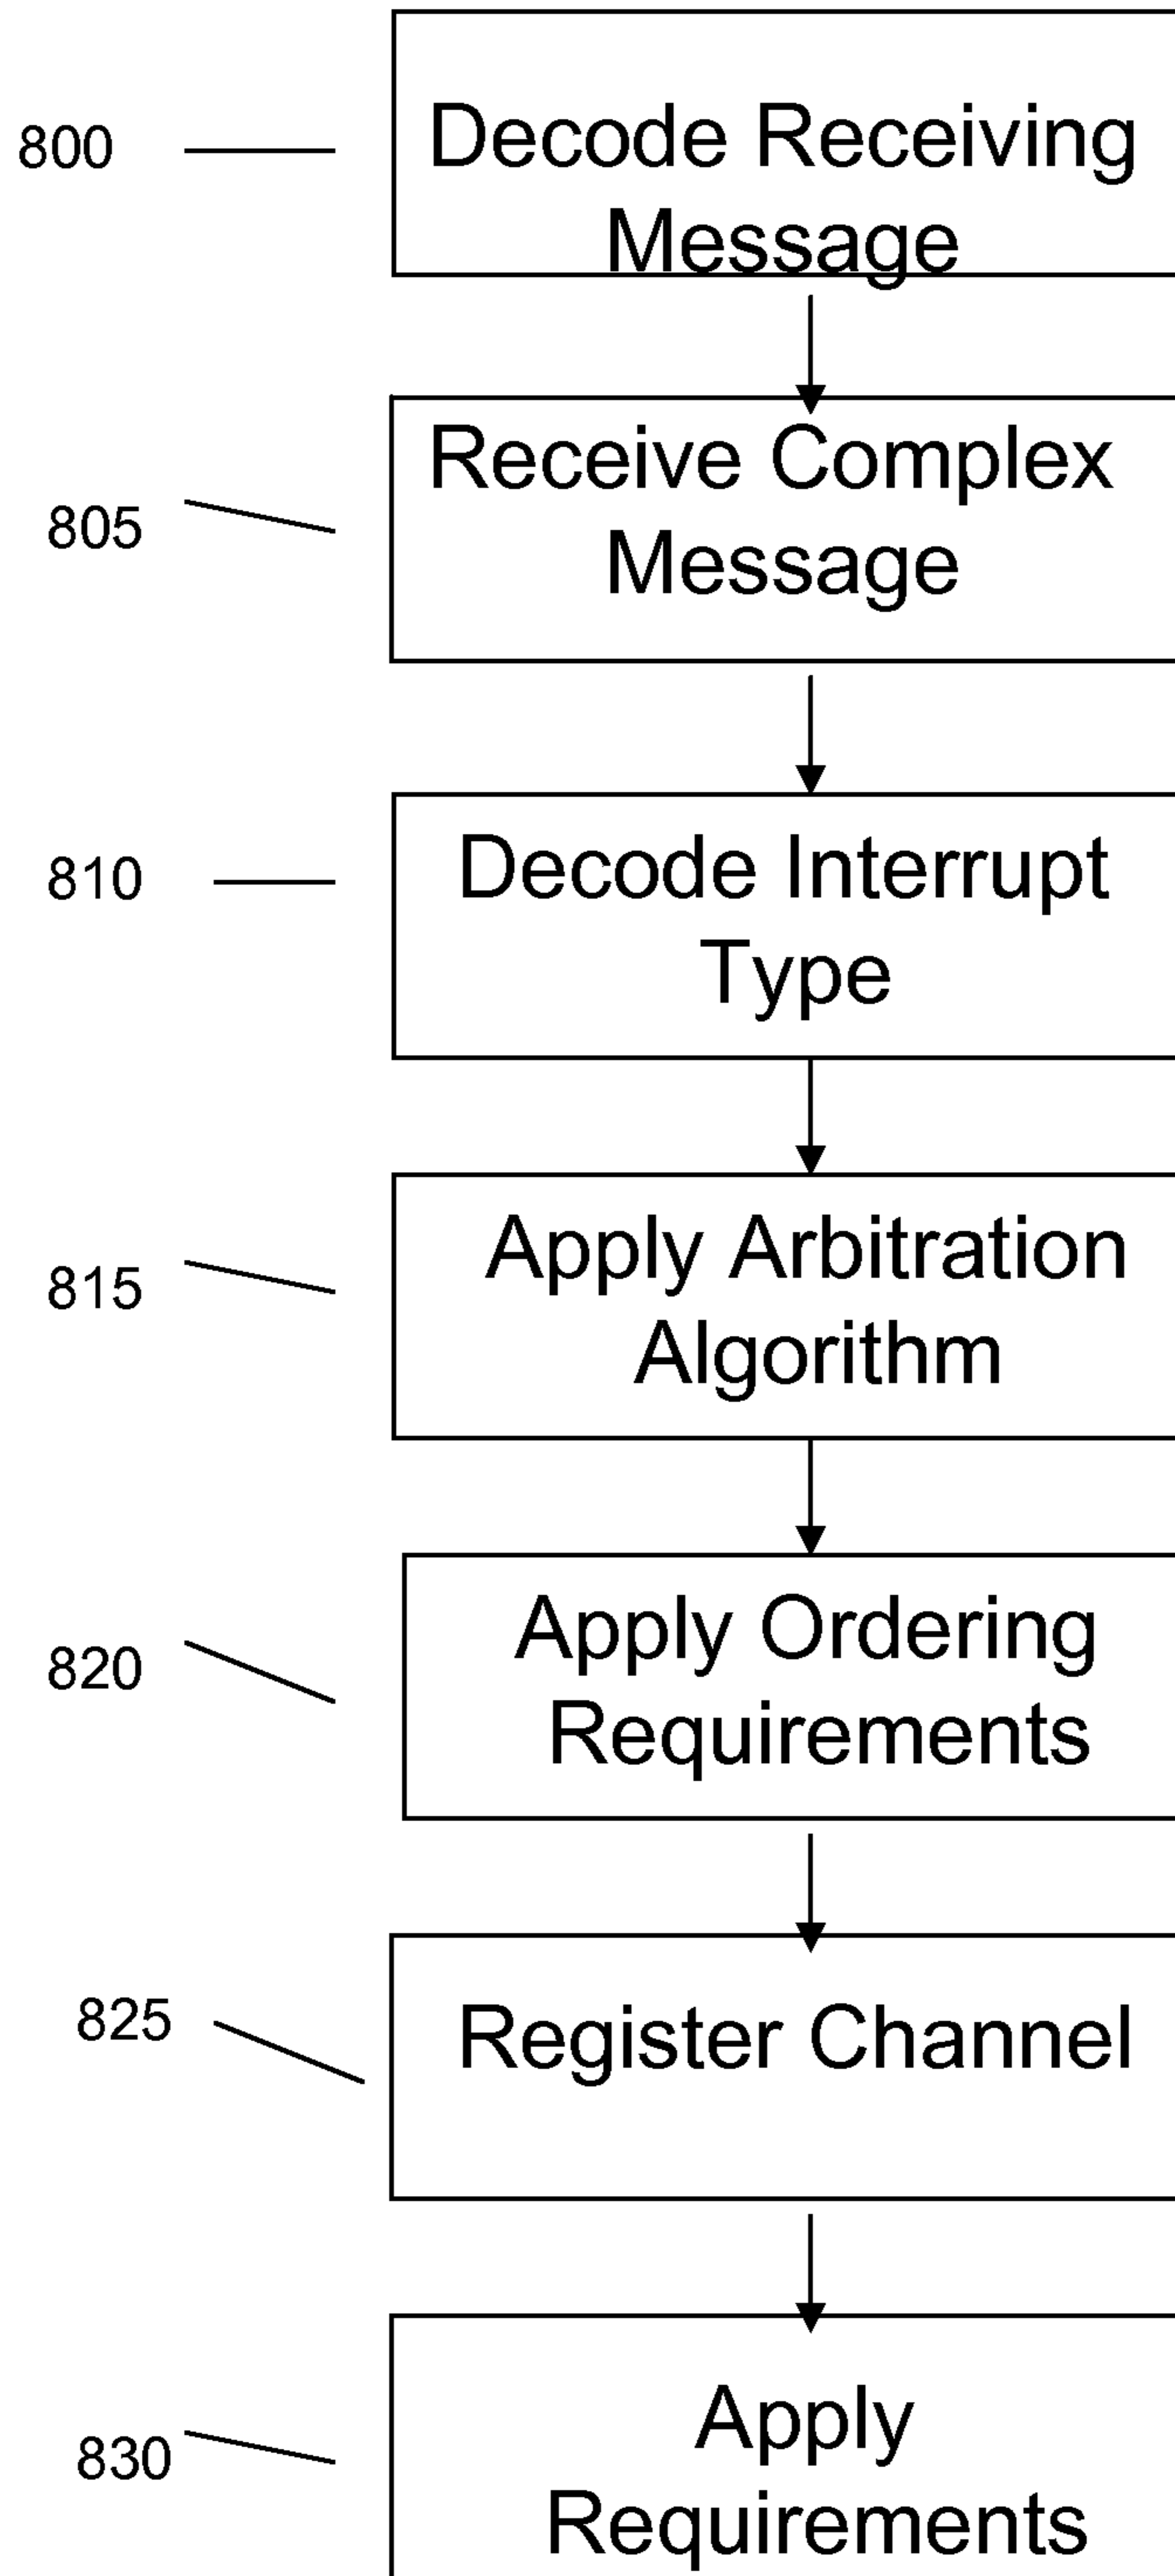 800
Decode Receiving
Message
805
Receive Complex
Message
810
Decode Interrupt
Type
815
Apply Arbitration
Algorithm
820
Apply Ordering
Requirements
825
Register Channel
830
Apply
Requirements